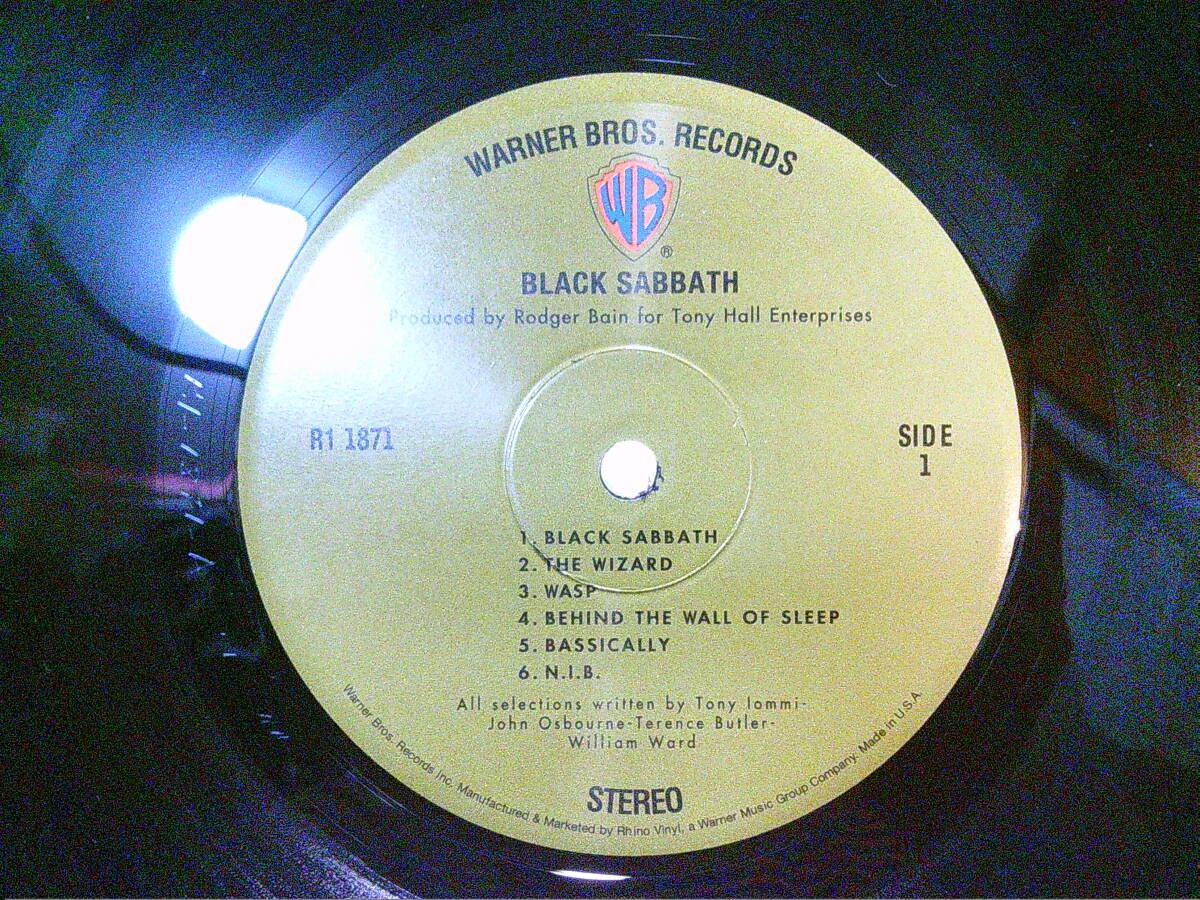 WARNER BROS. RECORDS
WB
®
BLACK SABBATH
Produced by Rodger Bain for Tony Hall Enterprises
R1 1871
SIDE
1
1. BLACK SABBATH
2. THE WIZARD
3. WASP
4. BEHIND THE WALL OF SLEEP
5. BASSICALLY
6. N.I.B.
All selections written by Tony Iommi-
John Osbourne-Terence Butler-
William Ward
STEREO
Warner Bros. Records Inc. Manufactured & Marketed by Rhino Vinyl, a Warner Music Group Company. Made in U.S.A